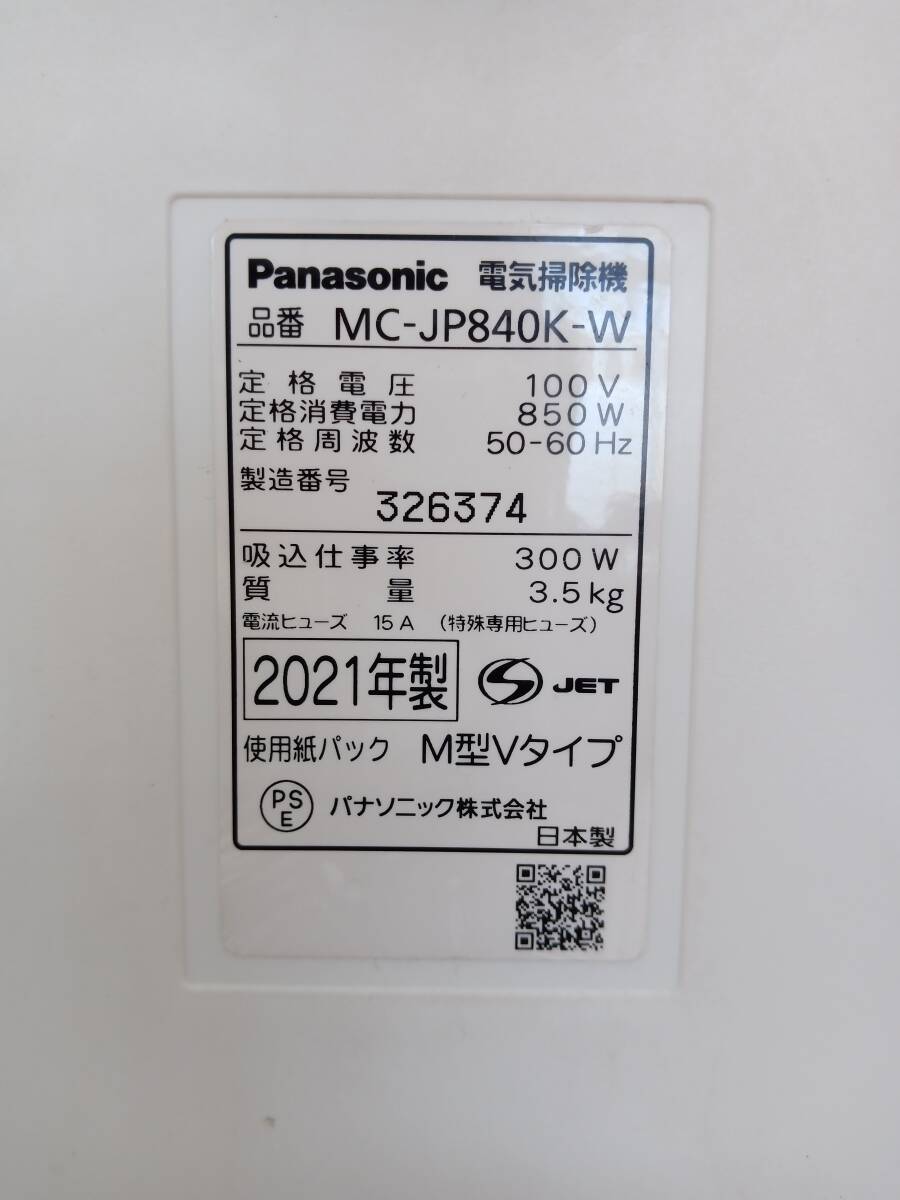 Panasonic 電気掃除機
品番 MC-JP840K-W
定格電圧 100V
定格消費電力 850W
定格周波数 50-60Hz
製造番号
326374
吸込仕事率 300W
質量 3.5kg
電流ヒューズ 15A (特殊専用ヒューズ)
2021年製 S JET
使用紙パック M型Vタイプ
PSE パナソニック株式会社
日本製